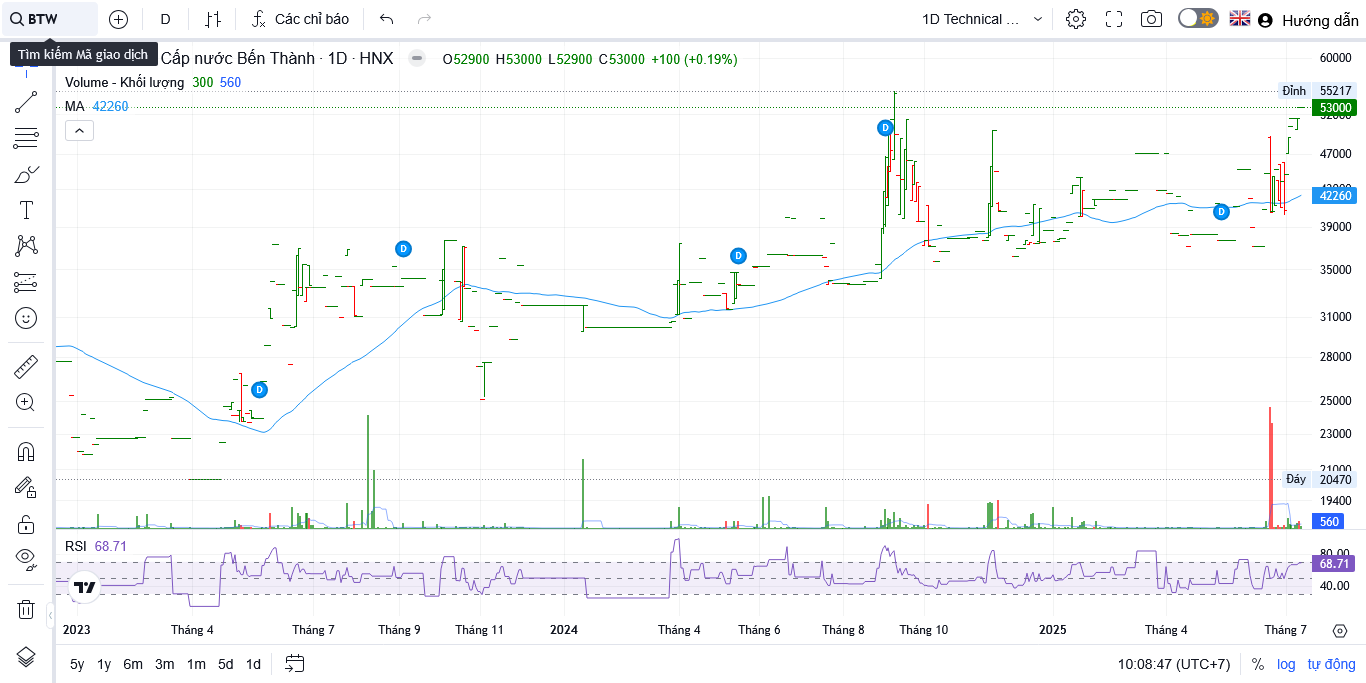 BTW D Các chỉ báo 1D Technical ... Hướng dẫn
Tìm kiếm Mã giao dịch
Cấp nước Bến Thành · 1D · HNX O52900 H53000 L52900 C53000 +100 (+0.19%)
Volume - Khối lượng 300 560
MA 42260
60000
Đỉnh 55217
53000
52000
47000
43000
42260
39000
35000
31000
28000
25000
23000
21000
Đáy 20470
19400
560
D
D
D
D
D
RSI 68.71
80.00
68.71
40.00
2023 Tháng 4 Tháng 7 Tháng 9 Tháng 11 2024 Tháng 4 Tháng 6 Tháng 8 Tháng 10 2025 Tháng 4 Tháng 7
5y 1y 6m 3m 1m 5d 1d 10:08:47 (UTC+7) % log tự động